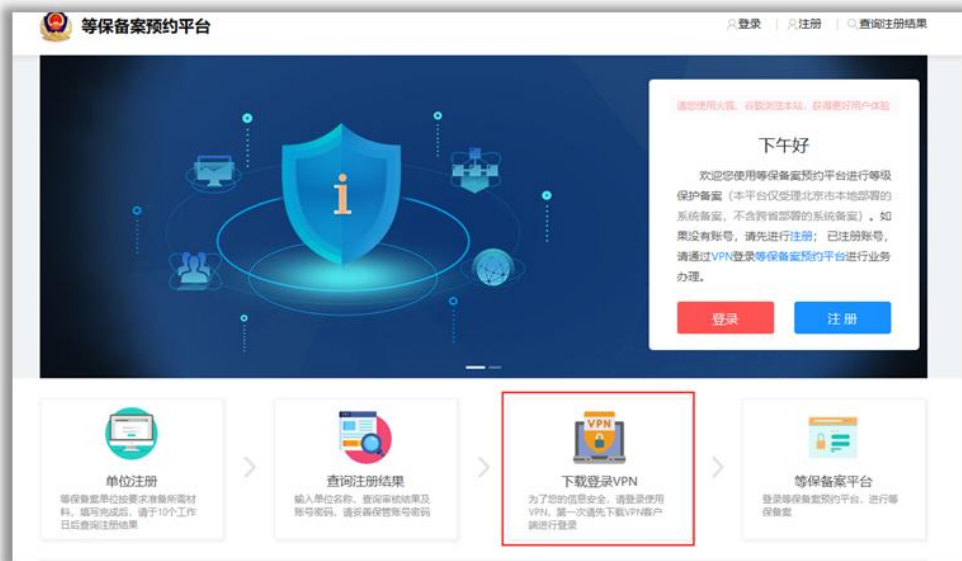 等保备案预约平台
登录
注册
查询注册结果
请您使用火狐、谷歌浏览本站，获得更好用户体验
下午好
欢迎您使用等保备案预约平台进行等级
保护备案（本平台仅受理北京市本地部署的
系统备案，不含跨省部署的系统备案）。如
果没有账号，请先进行注册； 已注册账号，
请通过VPN登录等保备案预约平台进行业务
办理。
登录
注 册
i
VPN
单位注册
等保备案单位按要求准备所需材
料，填写完成后，请于10个工作
日后查询注册结果
查询注册结果
输入单位名称，查询审核结果及
账号密码，请妥善保管账号密码
下载登录VPN
为了您的信息安全，请登录使用
VPN，第一次请先下载VPN客户
端进行登录
等保备案平台
登录等保备案预约平台，进行等
保备案